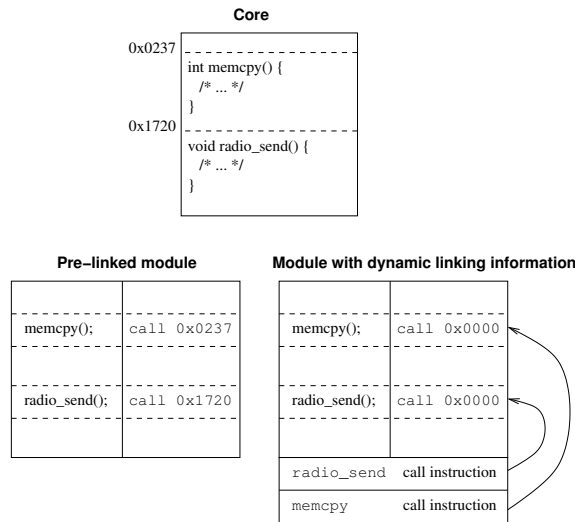 Core
0x0237
int memcpy() {
/* ... */
}
0x1720
void radio_send() {
/* ... */
}
Pre−linked module
memcpy(); call 0x0237
radio_send(); call 0x1720
Module with dynamic linking information
memcpy(); call 0x0000
radio_send(); call 0x0000
radio_send call instruction
memcpy call instruction